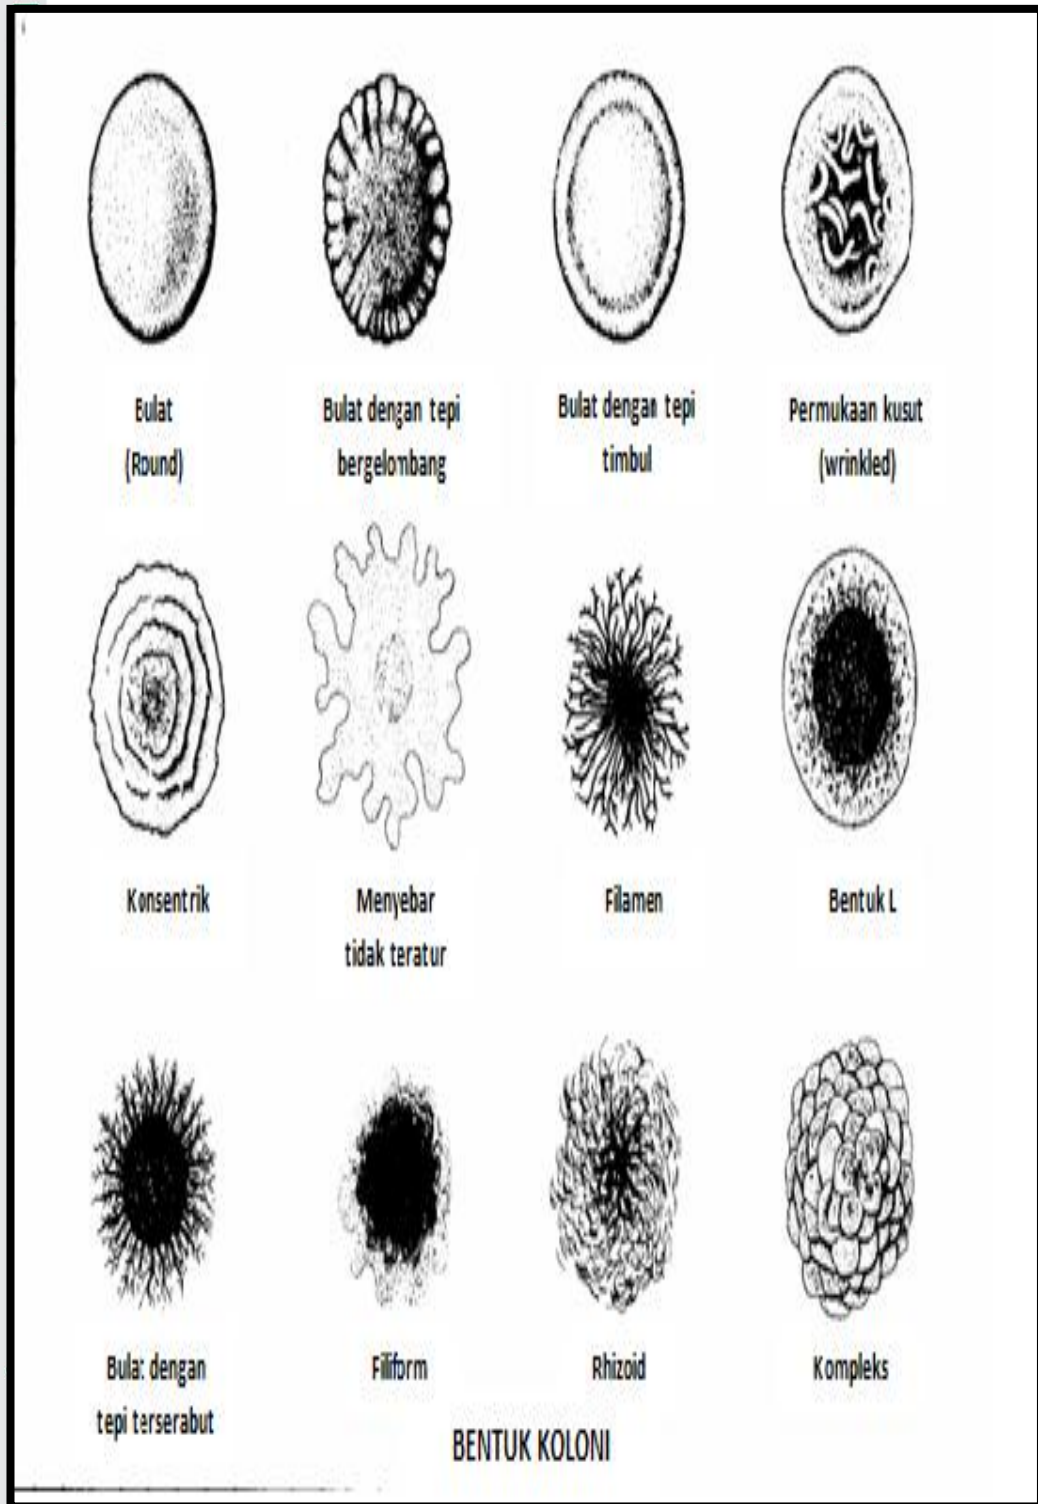 Bulat
(Round)
Bulat dengan tepi
bergelombang
Bulat dengan tepi
timbul
Permukaan kusut
(wrinkled)
Konsentrik
Menyebar
tidak teratur
Filamen
Bentuk L
Bulat dengan
tepi terserabut
Filiform
Rhizoid
Kompleks
BENTUK KOLONI